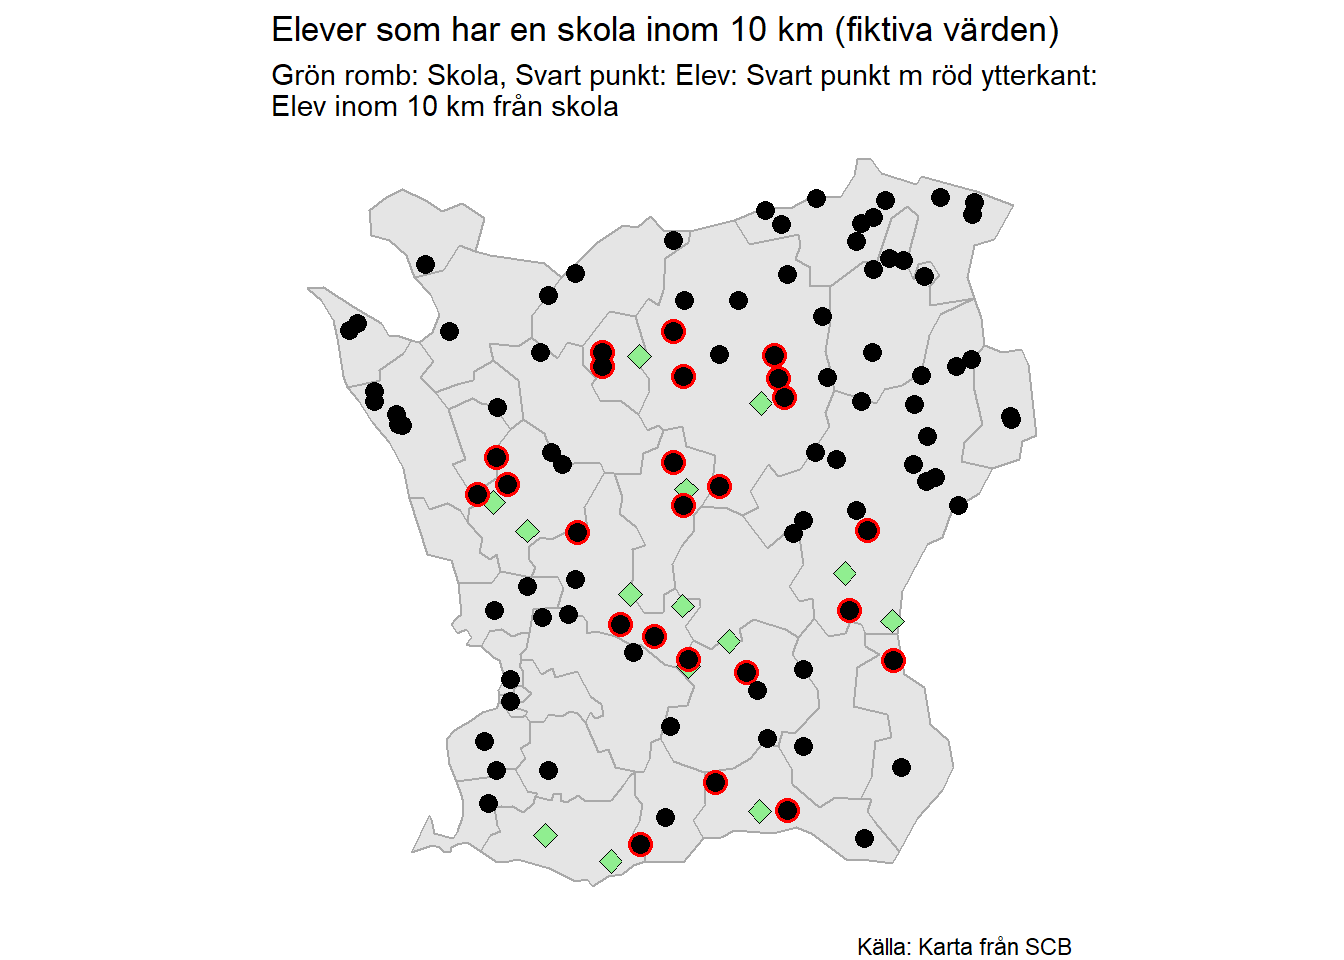 Elever som har en skola inom 10 km (fiktiva värden)
Grön romb: Skola, Svart punkt: Elev: Svart punkt m röd ytterkant:
Elev inom 10 km från skola
Källa: Karta från SCB